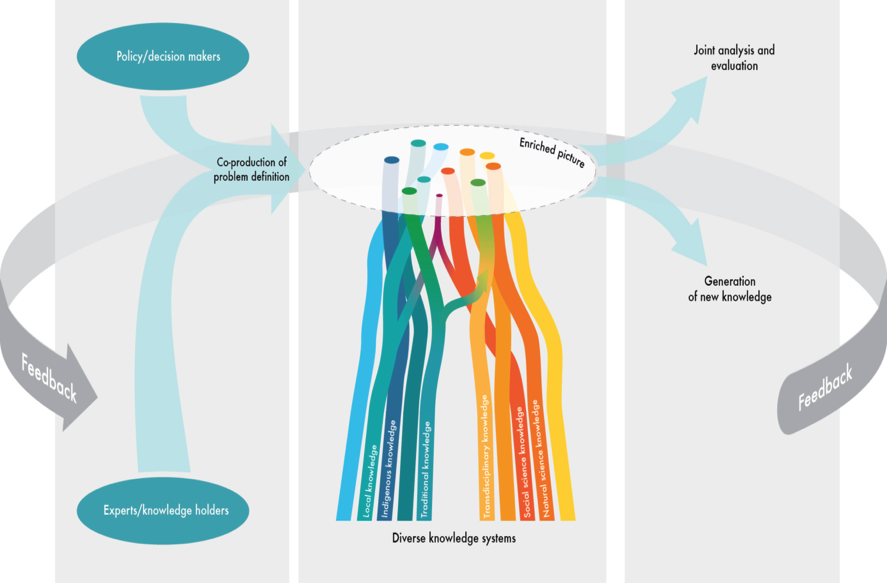 Policy/decision makers
Co-production of
problem definition
Experts/knowledge holders
Feedback
Enriched picture
Local knowledge
Indigenous knowledge
Traditional knowledge
Transdisciplinary knowledge
Social science knowledge
Natural science knowledge
Diverse knowledge systems
Joint analysis and
evaluation
Generation
of new knowledge
Feedback